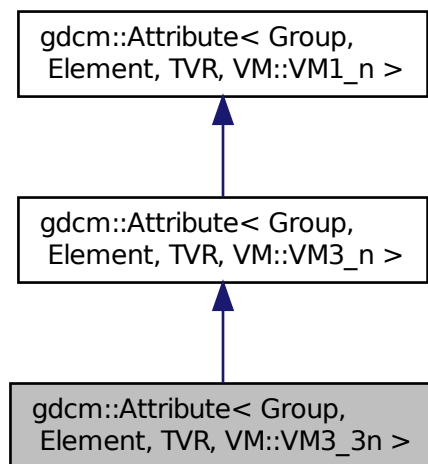 gdcm::Attribute< Group,
Element, TVR, VM::VM1_n >
gdcm::Attribute< Group,
Element, TVR, VM::VM3_n >
gdcm::Attribute< Group,
Element, TVR, VM::VM3_3n >